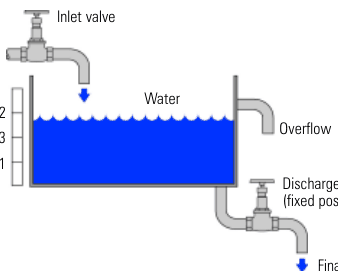 Inlet valve
Water
2
3
1
Overflow
Discharge
(fixed pos
Fina